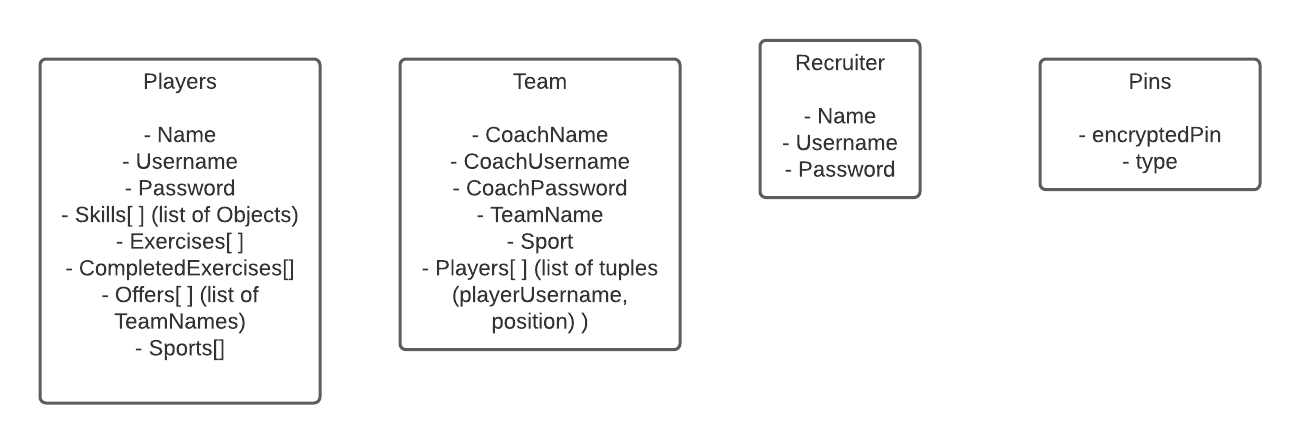 Players
- Name
- Username
- Password
- Skills[ ] (list of Objects)
- Exercises[ ]
- CompletedExercises[]
- Offers[ ] (list of
TeamNames)
- Sports[]
Team
- CoachName
- CoachUsername
- CoachPassword
- TeamName
- Sport
- Players[ ] (list of tuples
(playerUsername,
position) )
Recruiter
- Name
- Username
- Password
Pins
- encryptedPin
- type